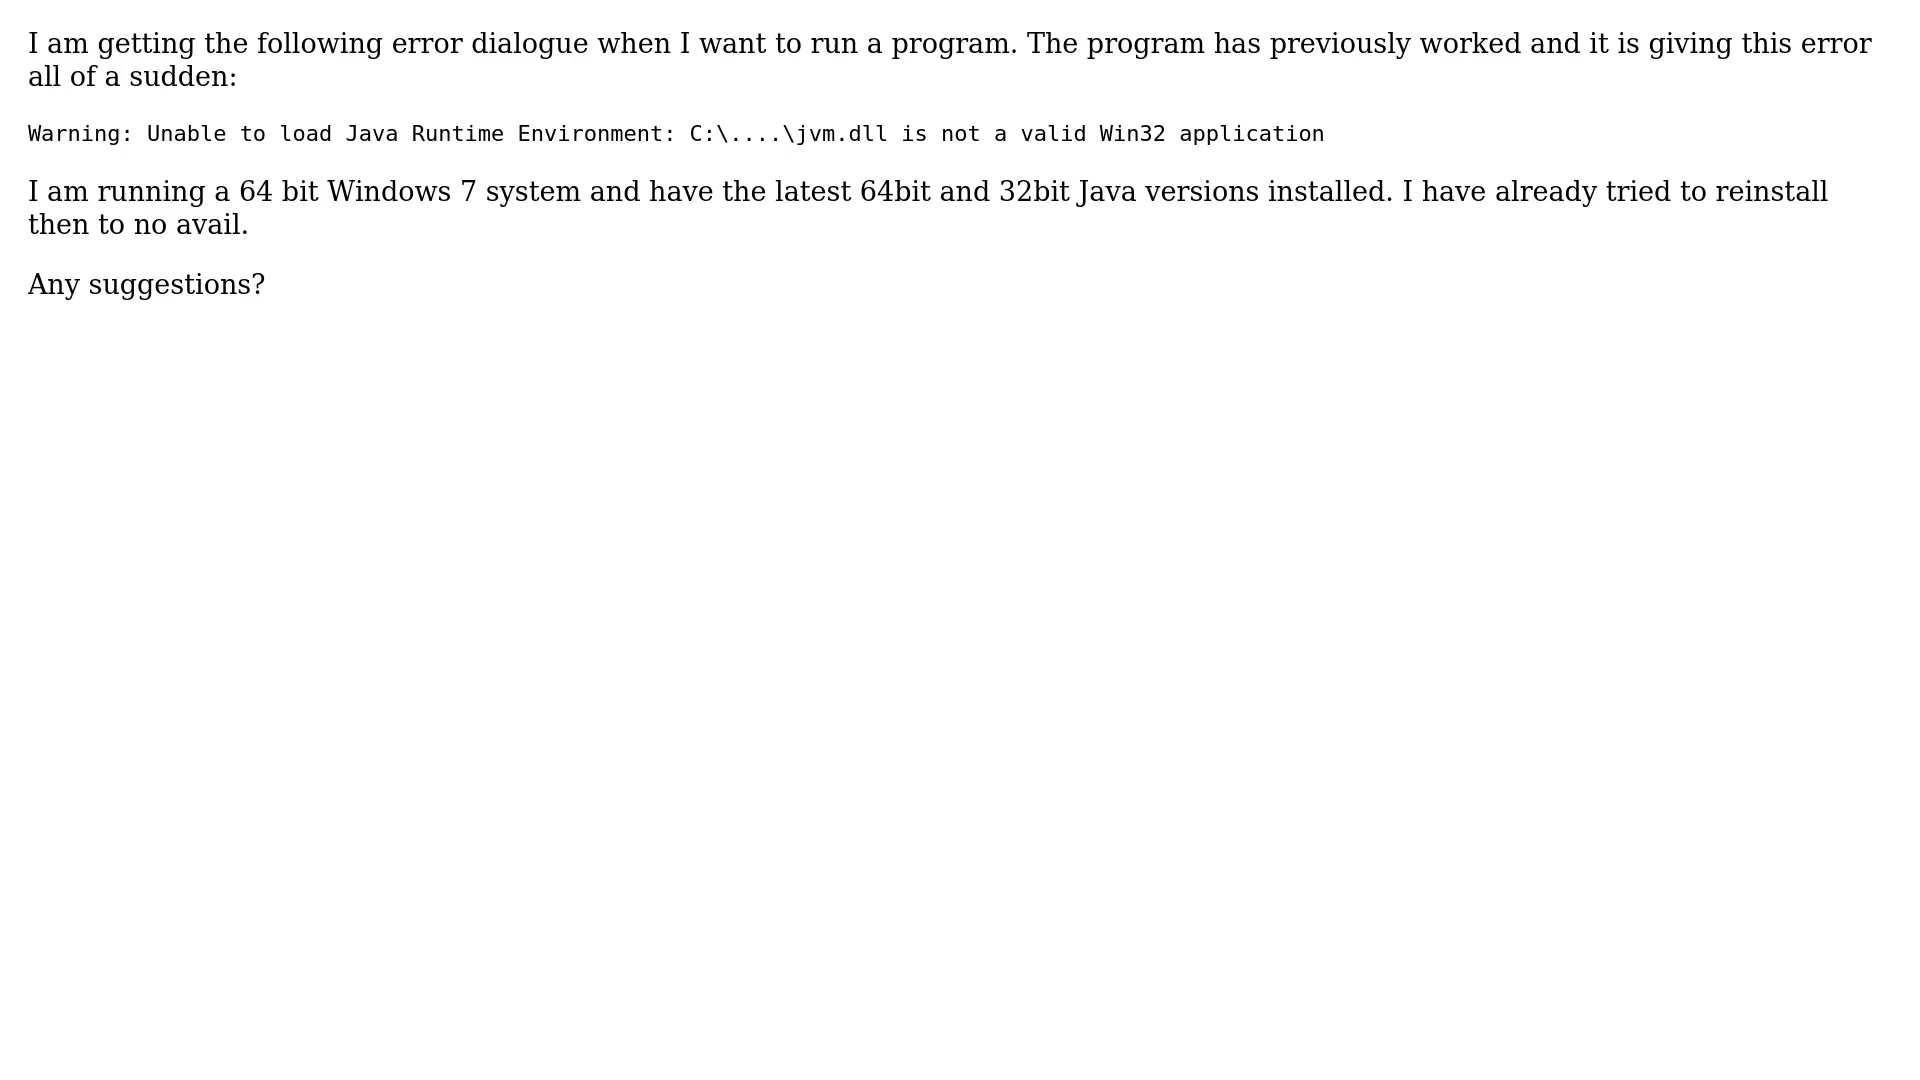 I am getting the following error dialogue when I want to run a program. The program has previously worked and it is giving this error
all of a sudden:
Warning: Unable to load Java Runtime Environment: C:\....\jvm.dll is not a valid Win32 application
I am running a 64 bit Windows 7 system and have the latest 64bit and 32bit Java versions installed. I have already tried to reinstall
then to no avail.
Any suggestions?